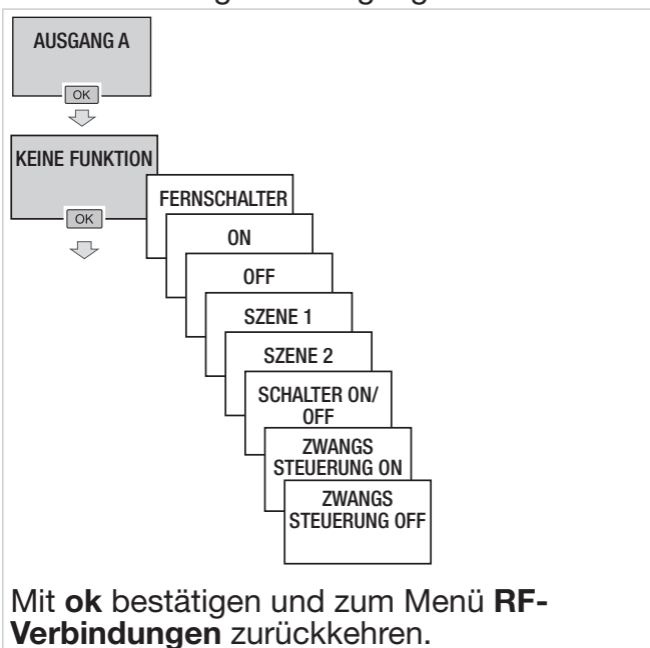 AUSGANG A
OK
KEINE FUNKTION
OK
FERNSCHALTER
ON
OFF
SZENE 1
SZENE 2
SCHALTER ON/
OFF
ZWANGS
STEUERUNG ON
ZWANGS
STEUERUNG OFF
Mit ok bestätigen und zum Menü RF-
Verbindungen zurückkehren.